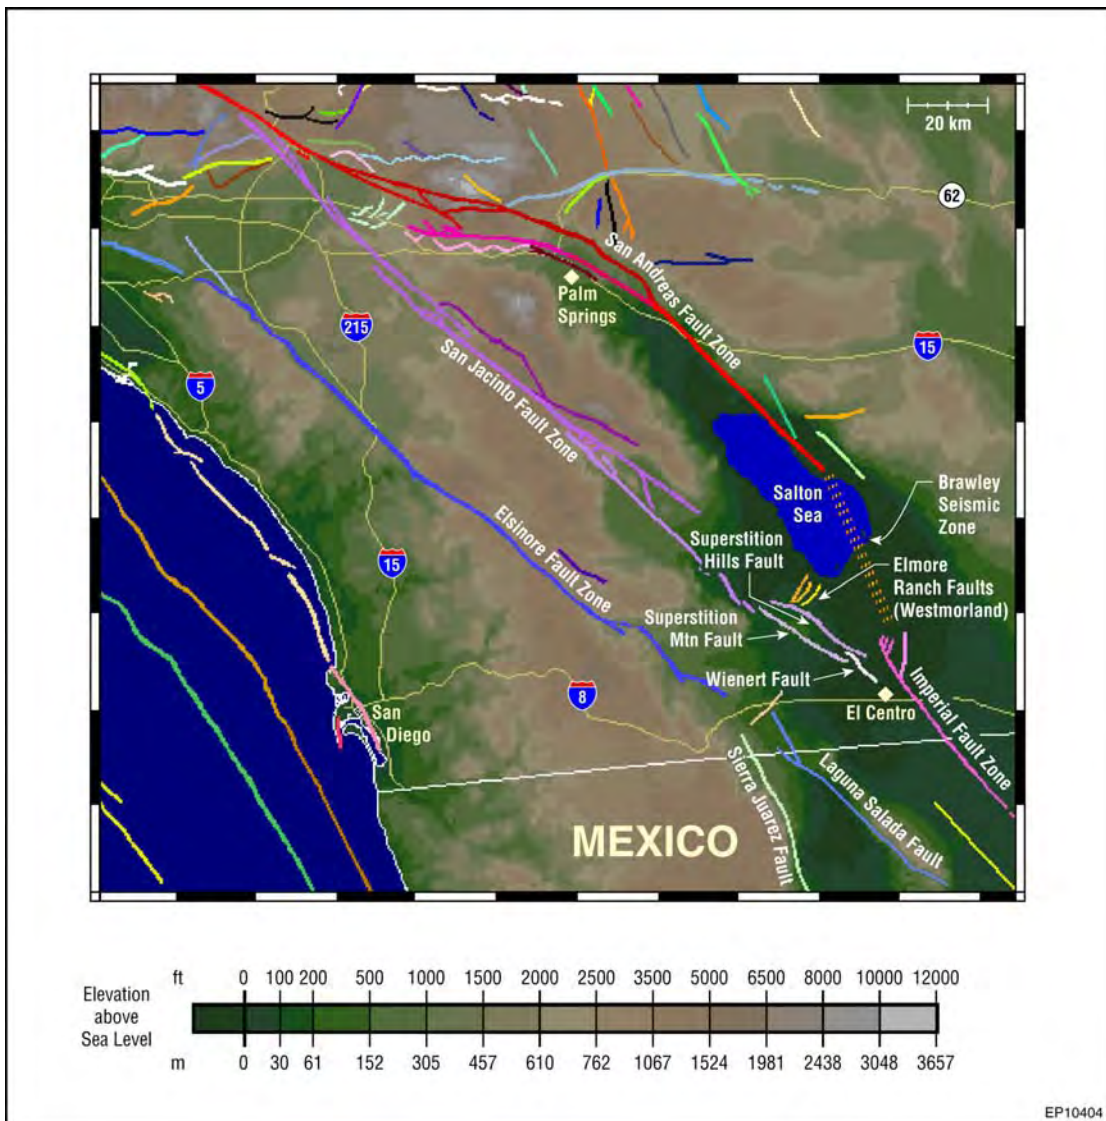 20 km
62
San Andreas Fault Zone
Palm
Springs
215
San Jacinto Fault Zone
15
5
Salton
Sea
Brawley
Seismic
Zone
Elsinore Fault Zone
15
Superstition
Hills Fault
Elmore
Ranch Faults
(Westmorland)
Superstition
Mtn Fault
Wienert Fault
8
El Centro
Imperial Fault Zone
San
Diego
Sierra Juarez Fault
Laguna Salada Fault
MEXICO
ft 0 100 200 500 1000 1500 2000 2500 3500 5000 6500 8000 10000 12000
Elevation
above
Sea Level
m 0 30 61 152 305 457 610 762 1067 1524 1981 2438 3048 3657
EP10404